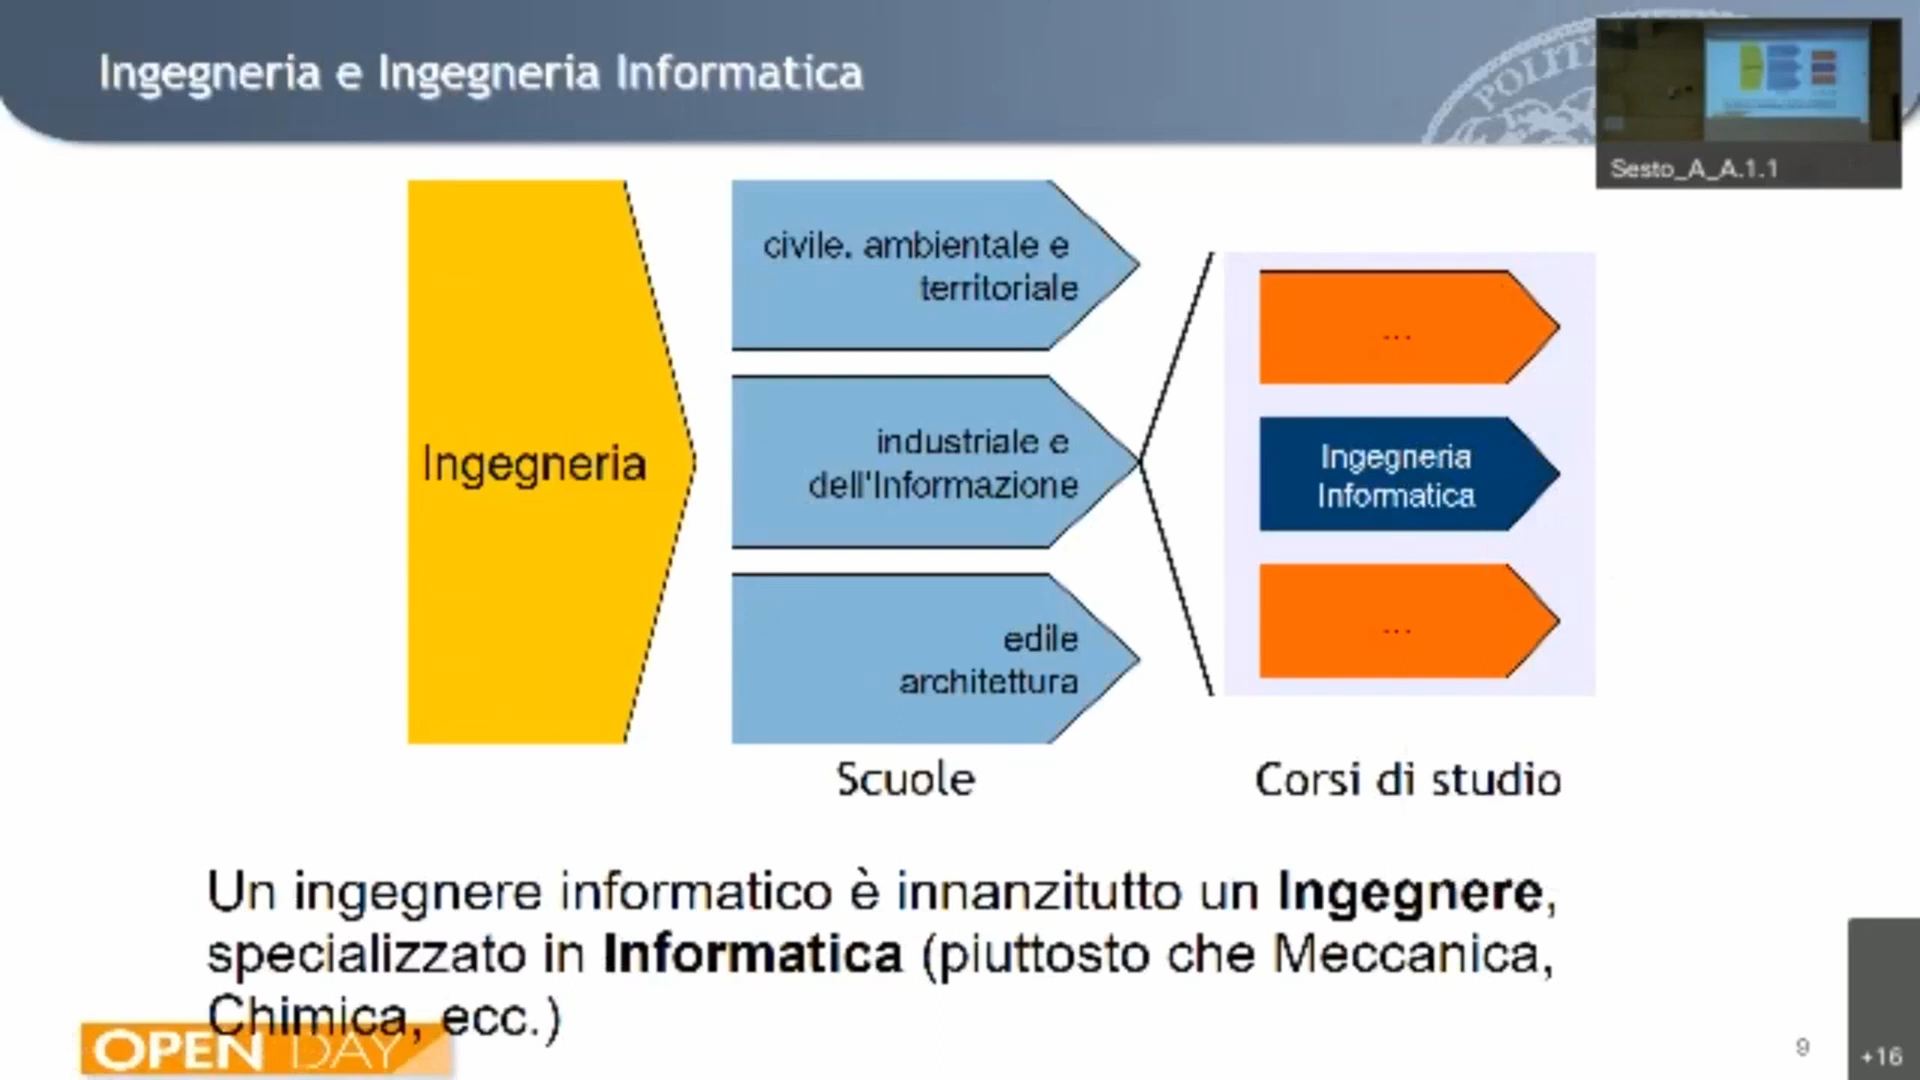 Ingegneria e Ingegneria Informatica
POLITE
Sesto_A_A.1.1
Ingegneria
civile. ambientale e
territoriale
industriale e
dell'Informazione
edile
architettura
...
Ingegneria
Informatica
...
Scuole
Corsi di studio
Un ingegnere informatico è innanzitutto un Ingegnere,
specializzato in Informatica (piuttosto che Meccanica,
Chimica, ecc.)
OPEN DAY
9
+16